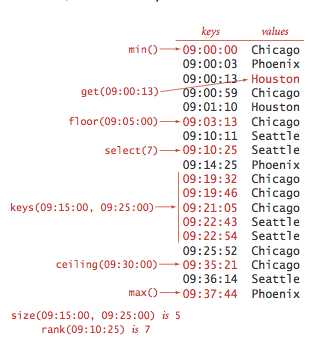 keys values
min() 09:00:00 Chicago
09:00:03 Phoenix
09:00:13 Houston
get(09:00:13) 09:00:59 Chicago
09:01:10 Houston
floor(09:05:00) 09:03:13 Chicago
09:10:11 Seattle
select(7) 09:10:25 Seattle
09:14:25 Phoenix
09:19:32 Chicago
09:19:46 Chicago
keys(09:15:00, 09:25:00) 09:21:05 Chicago
09:22:43 Seattle
09:22:54 Seattle
09:25:52 Chicago
ceiling(09:30:00) 09:35:21 Chicago
09:36:14 Seattle
max() 09:37:44 Phoenix
size(09:15:00, 09:25:00) is 5
rank(09:10:25) is 7